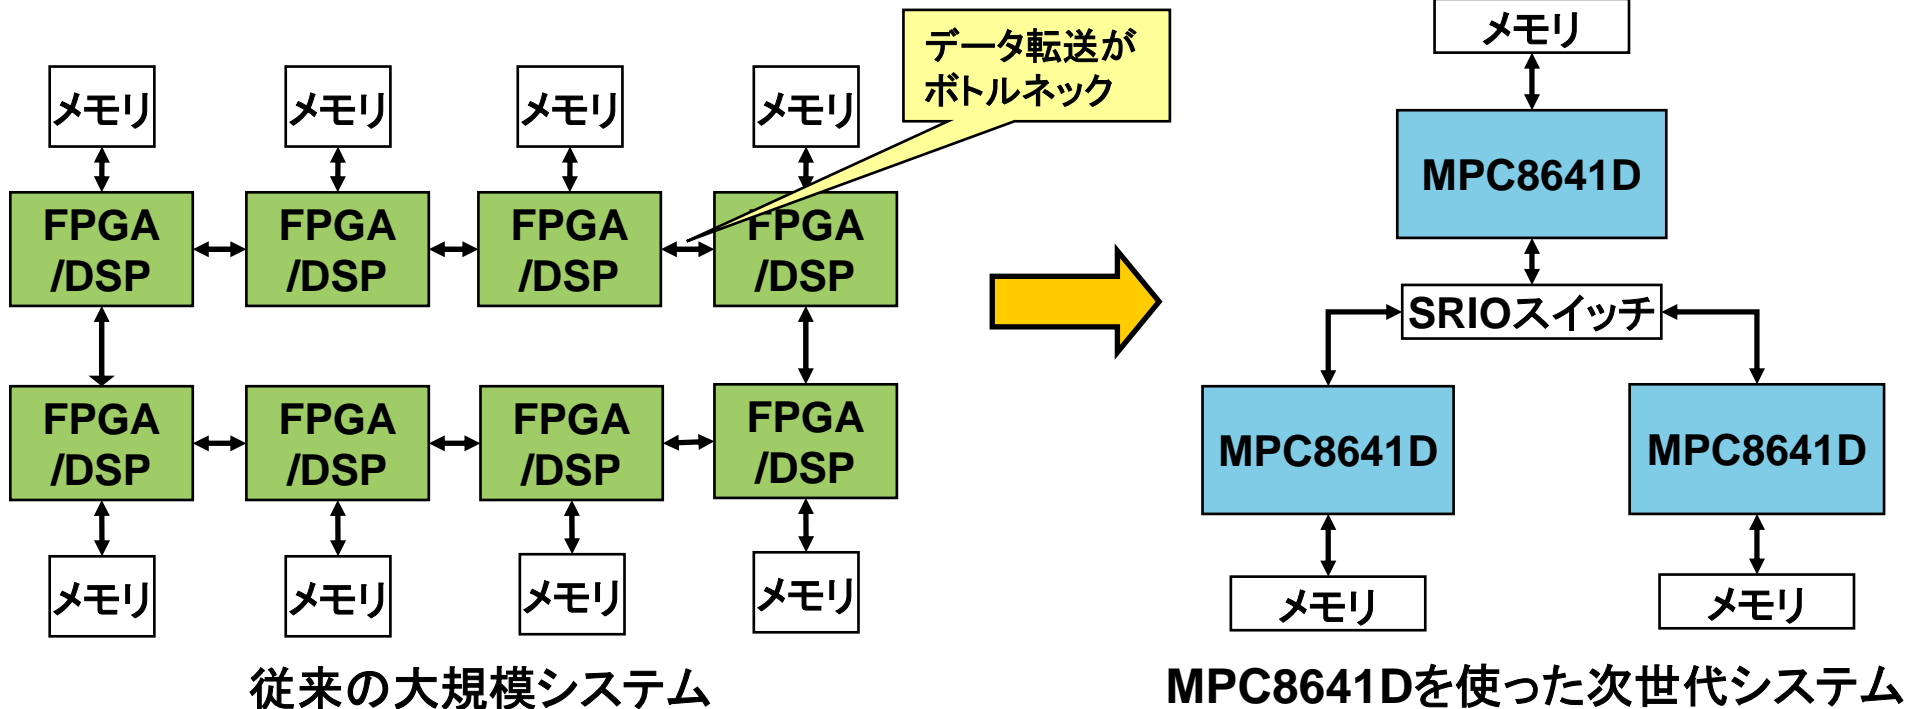 データ転送が
ボトルネック
メモリ
メモリ
メモリ
メモリ
FPGA
/DSP
FPGA
/DSP
FPGA
/DSP
FPGA
/DSP
FPGA
/DSP
FPGA
/DSP
FPGA
/DSP
FPGA
/DSP
メモリ
メモリ
メモリ
メモリ
従来の大規模システム
メモリ
MPC8641D
SRIOスイッチ
MPC8641D
MPC8641D
メモリ
メモリ
MPC8641Dを使った次世代システム